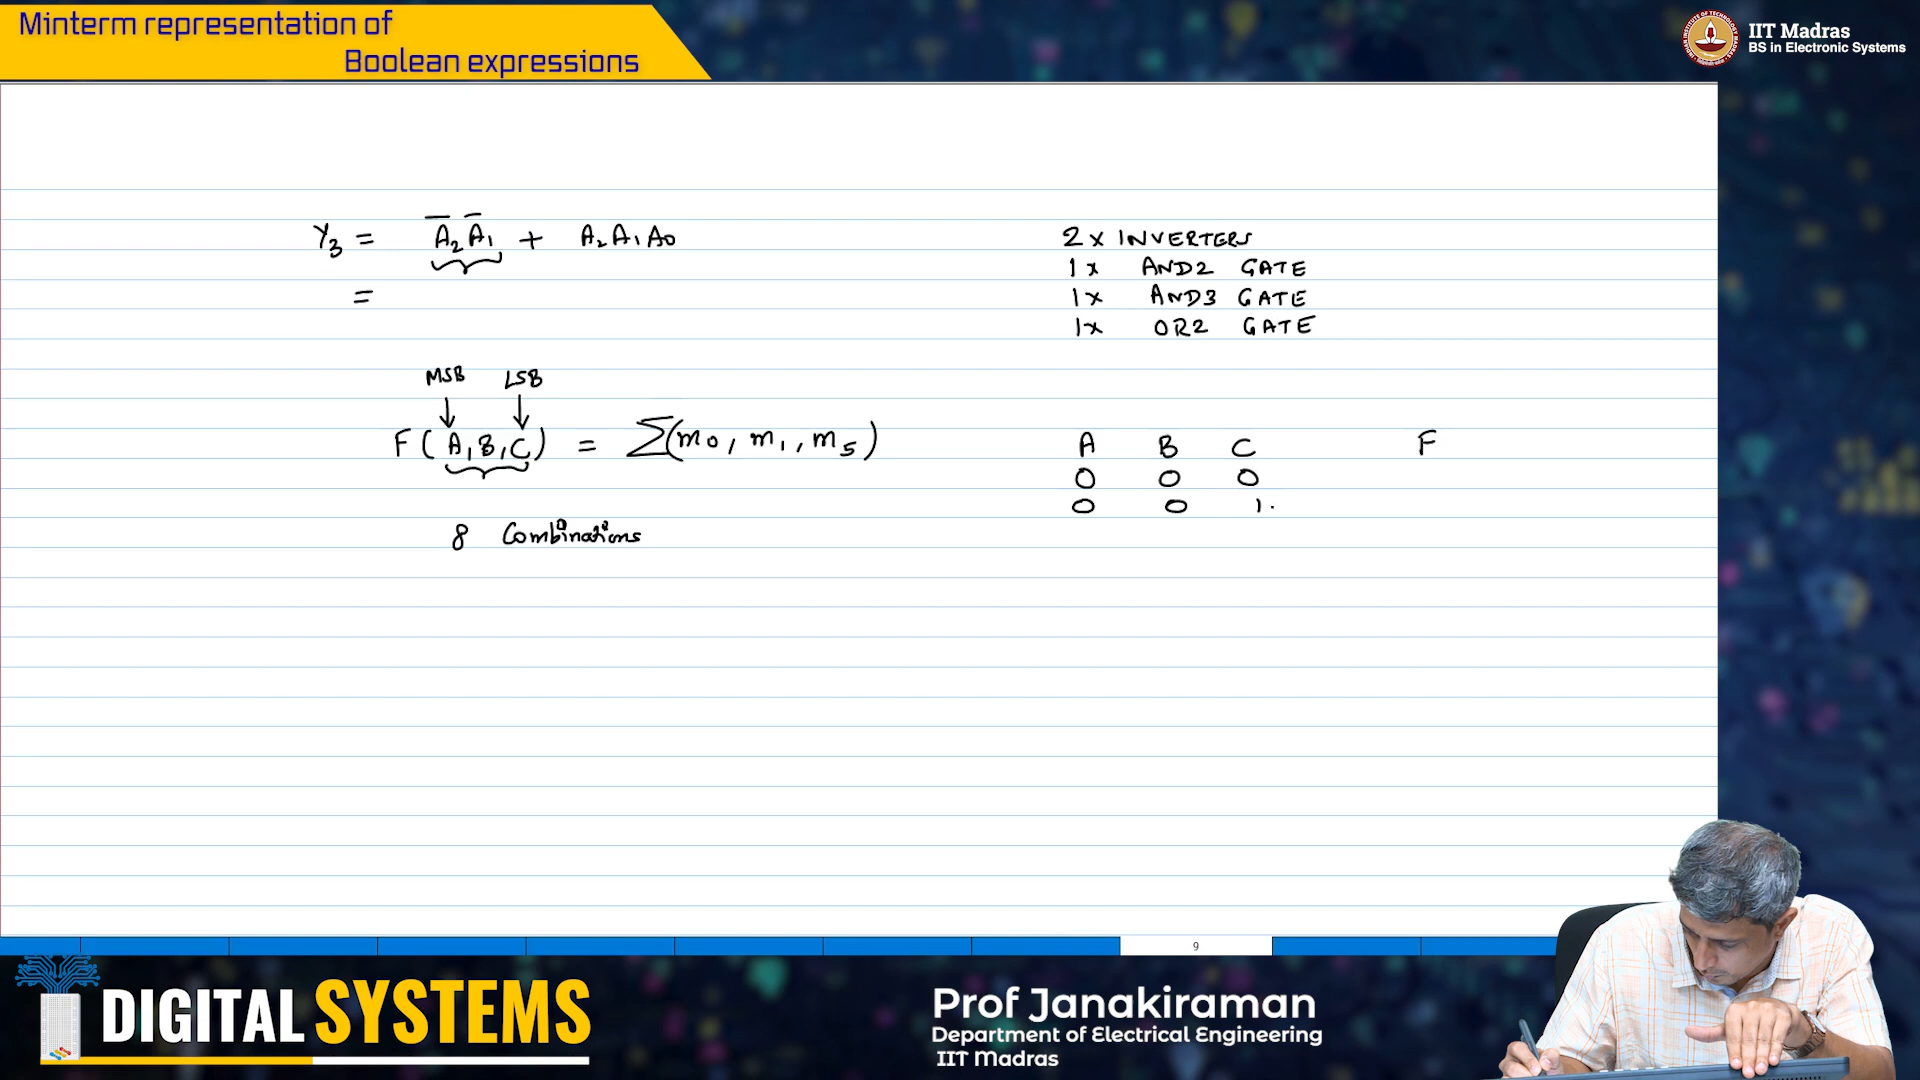 Minterm representation of
Boolean expressions
IIT Madras
BS in Electronic Systems
Y₃ = A̅₂A̅₁ + A₂A₁A₀
=
2x INVERTERS
1x AND2 GATE
1x AND3 GATE
1x OR2 GATE
MSB LSB
F(A,B,C) = Σ(m₀, m₁, m₅)
8 Combinations
A B C F
0 0 0
0 0 1
9
DIGITAL SYSTEMS
Prof Janakiraman
Department of Electrical Engineering
IIT Madras